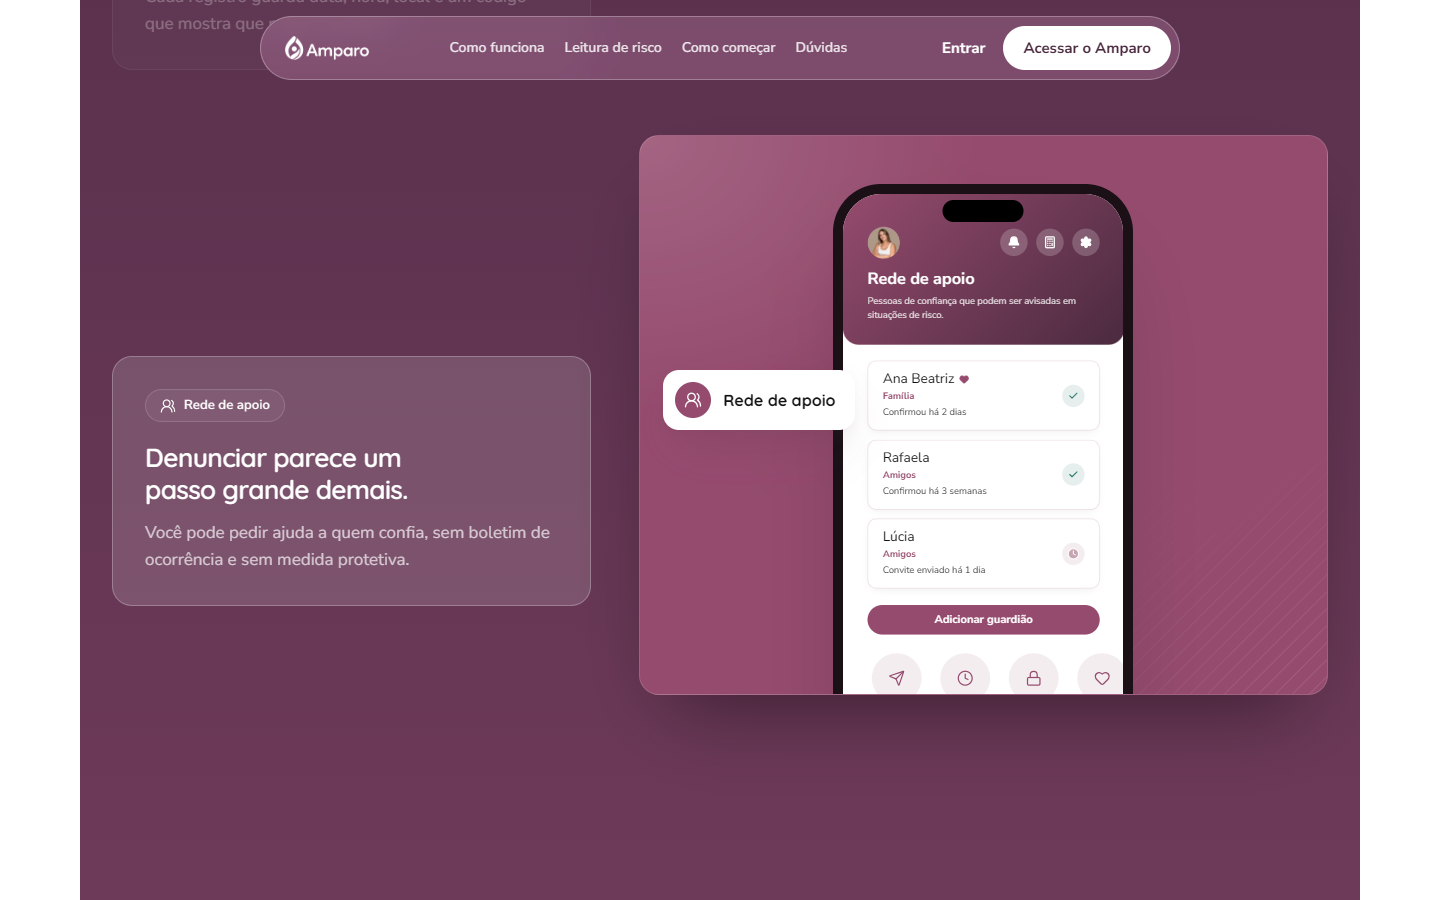 que mostra que
Amparo
Como funciona
Leitura de risco
Como começar
Dúvidas
Entrar
Acessar o Amparo
Rede de apoio
Denunciar parece um
passo grande demais.
Você pode pedir ajuda a quem confia, sem boletim de
ocorrência e sem medida protetiva.
Rede de apoio
Rede de apoio
Pessoas de confiança que podem ser avisadas em
situações de risco.
Ana Beatriz
Família
Confirmou há 2 dias
Rafaela
Amigos
Confirmou há 3 semanas
Lúcia
Amigos
Convite enviado há 1 dia
Adicionar guardião